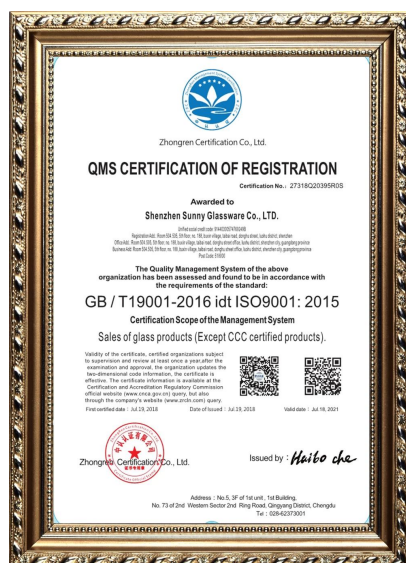 Zhongren Certification Co., Ltd.
QMS CERTIFICATION OF REGISTRATION
Certification No.: 27318Q20395R0S
Awarded to
Shenzhen Sunny Glassware Co., LTD.
Unified social credit code:
Post Code: 518000
The Quality Management System of the above
organization has been assessed and found to be in accordance with
the requirements of the standard:
GB / T19001-2016 idt ISO9001: 2015
Certification Scope of the Management System
Sales of glass products (Except CCC certified products).
Validity of the certificate, certified organizations subject
to supervision and review at least once a year,after the
examination and approval, the organization updates the
two-dimensional code information, the certificate is
effective. The certificate information is available at the
Certification and Accreditation Regulatory Commission
official website (www.cnca.gov.cn) query, but also
through the company's website (www.zrcln.com) query.
First certified date : Jul.19, 2018
Date of Issued : Jul.19, 2018
Valid date : Jul.18, 2021
Zhongren Certification Co., Ltd.
Issued by : Haibo che
Address : No.5, 3F of 1st unit, 1st Building,
No. 73 of 2nd Western Sector 2nd Ring Road, Qingyang District, Chengdu
Tel : 028-62373001